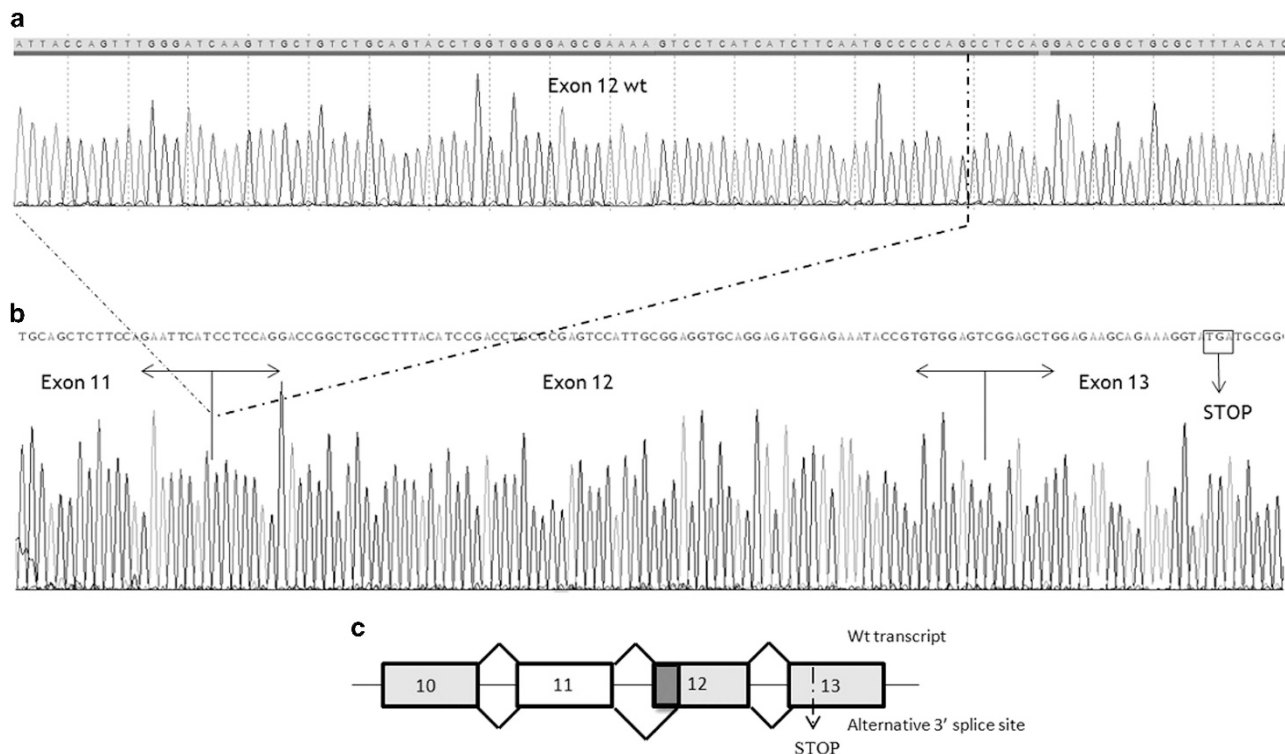 a
ATTACCAGTTTGGGATCAAGTTGCTGTCTGCAGTACCTGGTGGGGAGCGAAAAGTCCTCATCATCTTCAATGCCCCCAGCCTCCAGGACCGGCTGCGCTTTACATC
Exon 12 wt
b
TGCAGCTCTTCCAGAATTCATCCTCCAGGACCGGCTGCGCTTTACATCCGACCTGCGCGAGTCCATTGCGGAGGTGCAGGAGATGGAGAAATACCGTGTGGAGTCGGAGCTGGAGAAGCAGAAAGGTATGATGCGG
Exon 11
Exon 12
Exon 13
STOP
c
Wt transcript
10
11
12
13
Alternative 3' splice site
STOP